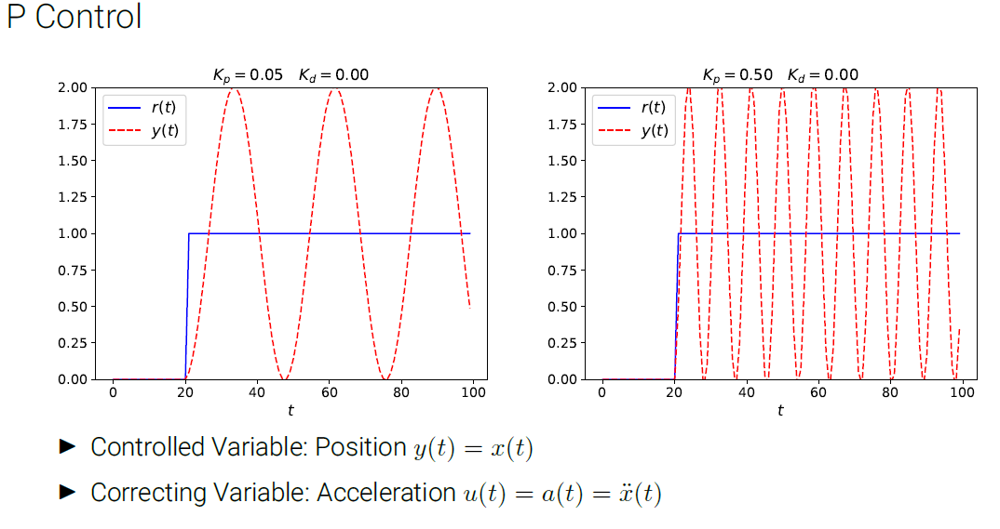 P Control
K_p = 0.05 K_d = 0.00
2.00
1.75
1.50
1.25
1.00
0.75
0.50
0.25
0.00
r(t)
y(t)
0 20 40 60 80 100
t
K_p = 0.50 K_d = 0.00
2.00
1.75
1.50
1.25
1.00
0.75
0.50
0.25
0.00
r(t)
y(t)
0 20 40 60 80 100
t
▶ Controlled Variable: Position y(t) = x(t)
▶ Correcting Variable: Acceleration u(t) = a(t) = ẍ(t)